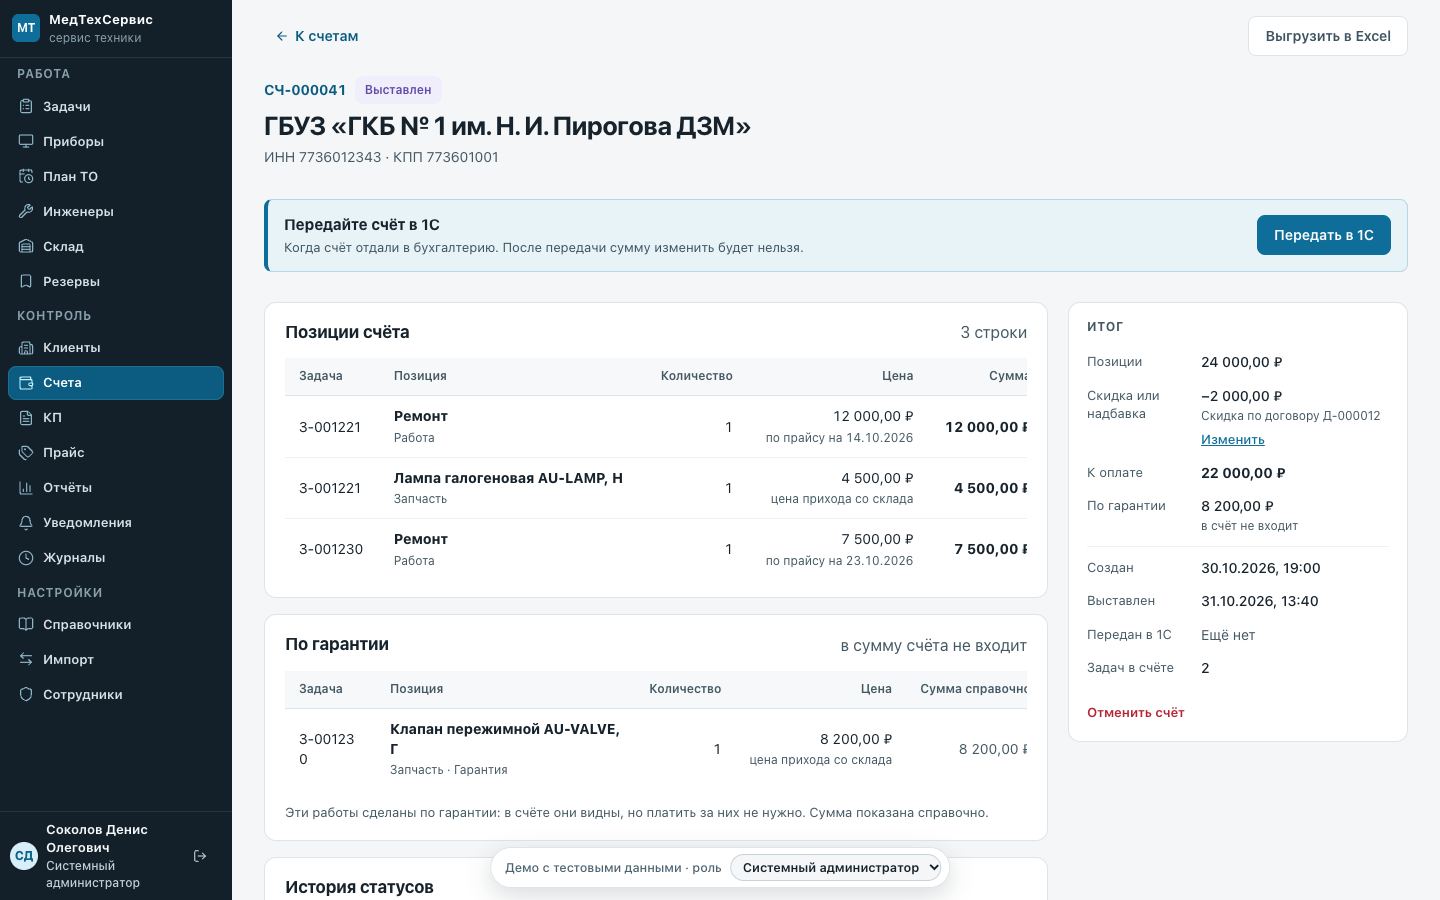 МТ
МедТехСервис
сервис техники
РАБОТА
Задачи
Приборы
План ТО
Инженеры
Склад
Резервы
КОНТРОЛЬ
Клиенты
Счета
КП
Прайс
Отчёты
Уведомления
Журналы
НАСТРОЙКИ
Справочники
Импорт
Сотрудники
СД
Соколов Денис
Олегович
Системный
администратор
← К счетам
Выгрузить в Excel
СЧ-000041 Выставлен
ГБУЗ «ГКБ № 1 им. Н. И. Пирогова ДЗМ»
ИНН 7736012343 · КПП 773601001
Передайте счёт в 1С
Когда счёт отдали в бухгалтерию. После передачи сумму изменить будет нельзя.
Передать в 1С
Позиции счёта 3 строки
Задача Позиция Количество Цена Сумма
З-001221 Ремонт 1 12 000,00 ₽ 12 000,00 ₽
Работа по прайсу на 14.10.2026
З-001221 Лампа галогеновая AU-LAMP, Н 1 4 500,00 ₽ 4 500,00 ₽
Запчасть цена прихода со склада
З-001230 Ремонт 1 7 500,00 ₽ 7 500,00 ₽
Работа по прайсу на 23.10.2026
По гарантии в сумму счёта не входит
Задача Позиция Количество Цена Сумма справочно
З-00123
0
Клапан пережимной AU-VALVE,
Г
Запчасть · Гарантия
1
8 200,00 ₽
цена прихода со склада
8 200,00 ₽
Эти работы сделаны по гарантии: в счёте они видны, но платить за них не нужно. Сумма показана справочно.
История статусов
ИТОГ
Позиции 24 000,00 ₽
Скидка или
надбавка
−2 000,00 ₽
Скидка по договору Д-000012
Изменить
К оплате 22 000,00 ₽
По гарантии 8 200,00 ₽
в счёт не входит
Создан 30.10.2026, 19:00
Выставлен 31.10.2026, 13:40
Передан в 1С Ещё нет
Задач в счёте 2
Отменить счёт
Демо с тестовыми данными · роль Системный администратор